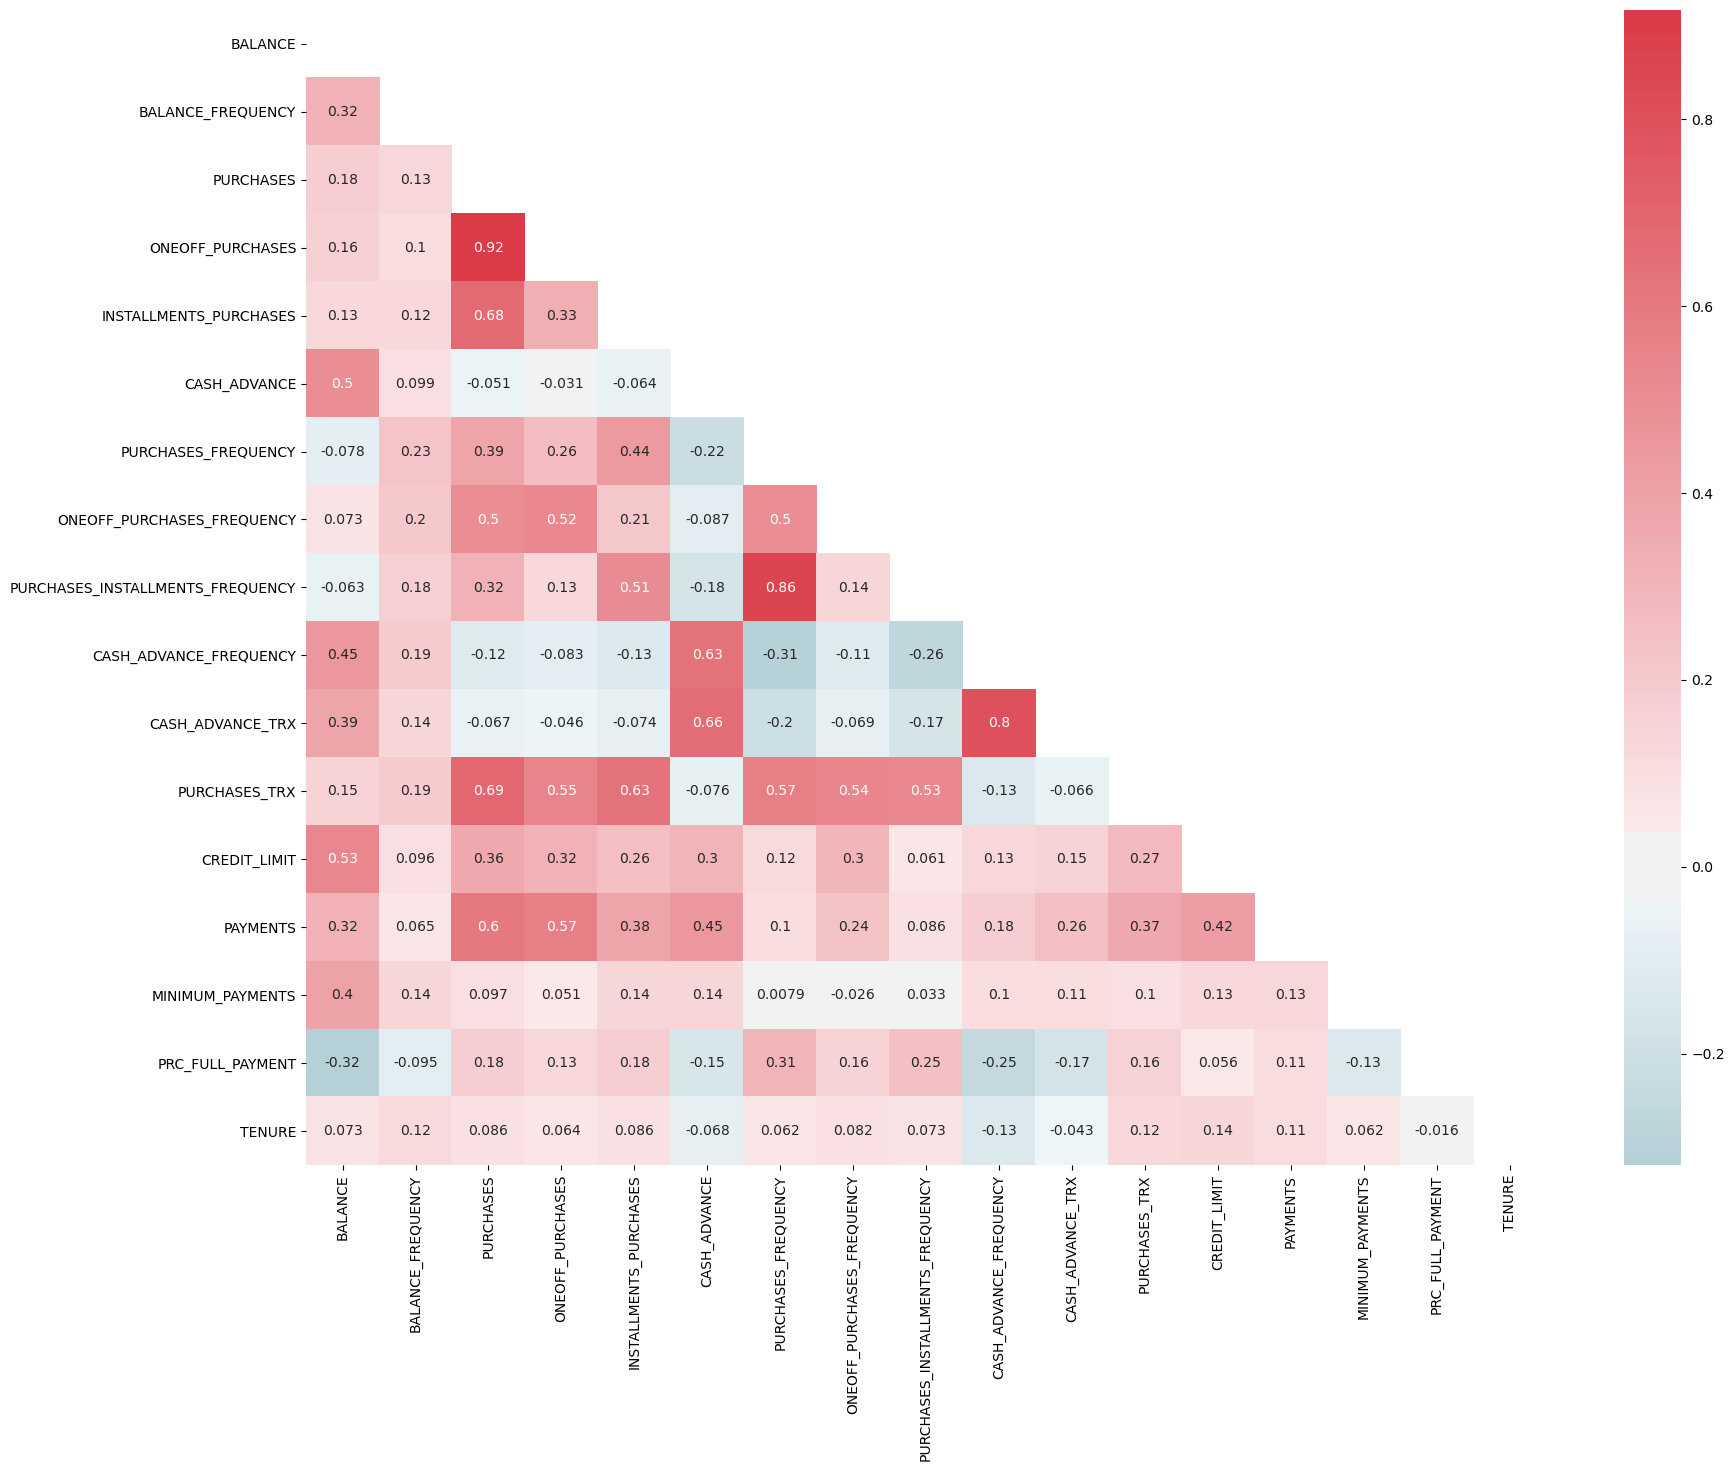 BALANCE
BALANCE_FREQUENCY 0.32
PURCHASES 0.18 0.13
ONEOFF_PURCHASES 0.16 0.1 0.92
INSTALLMENTS_PURCHASES 0.13 0.12 0.68 0.33
CASH_ADVANCE 0.5 0.099 -0.051 -0.031 -0.064
PURCHASES_FREQUENCY -0.078 0.23 0.39 0.26 0.44 -0.22
ONEOFF_PURCHASES_FREQUENCY 0.073 0.2 0.5 0.52 0.21 -0.087 0.5
PURCHASES_INSTALLMENTS_FREQUENCY -0.063 0.18 0.32 0.13 0.51 -0.18 0.86 0.14
CASH_ADVANCE_FREQUENCY 0.45 0.19 -0.12 -0.083 -0.13 0.63 -0.31 -0.11 -0.26
CASH_ADVANCE_TRX 0.39 0.14 -0.067 -0.046 -0.074 0.66 -0.2 -0.069 -0.17 0.8
PURCHASES_TRX 0.15 0.19 0.69 0.55 0.63 -0.076 0.57 0.54 0.53 -0.13 -0.066
CREDIT_LIMIT 0.53 0.096 0.36 0.32 0.26 0.3 0.12 0.3 0.061 0.13 0.15 0.27
PAYMENTS 0.32 0.065 0.6 0.57 0.38 0.45 0.1 0.24 0.086 0.18 0.26 0.37 0.42
MINIMUM_PAYMENTS 0.4 0.14 0.097 0.051 0.14 0.14 0.0079 -0.026 0.033 0.1 0.11 0.1 0.13 0.13
PRC_FULL_PAYMENT -0.32 -0.095 0.18 0.13 0.18 -0.15 0.31 0.16 0.25 -0.25 -0.17 0.16 0.056 0.11 -0.13
TENURE 0.073 0.12 0.086 0.064 0.086 -0.068 0.062 0.082 0.073 -0.13 -0.043 0.12 0.14 0.11 0.062 -0.016
BALANCE
BALANCE_FREQUENCY
PURCHASES
ONEOFF_PURCHASES
INSTALLMENTS_PURCHASES
CASH_ADVANCE
PURCHASES_FREQUENCY
ONEOFF_PURCHASES_FREQUENCY
PURCHASES_INSTALLMENTS_FREQUENCY
CASH_ADVANCE_FREQUENCY
CASH_ADVANCE_TRX
PURCHASES_TRX
CREDIT_LIMIT
PAYMENTS
MINIMUM_PAYMENTS
PRC_FULL_PAYMENT
TENURE
0.8
0.6
0.4
0.2
0.0
−0.2